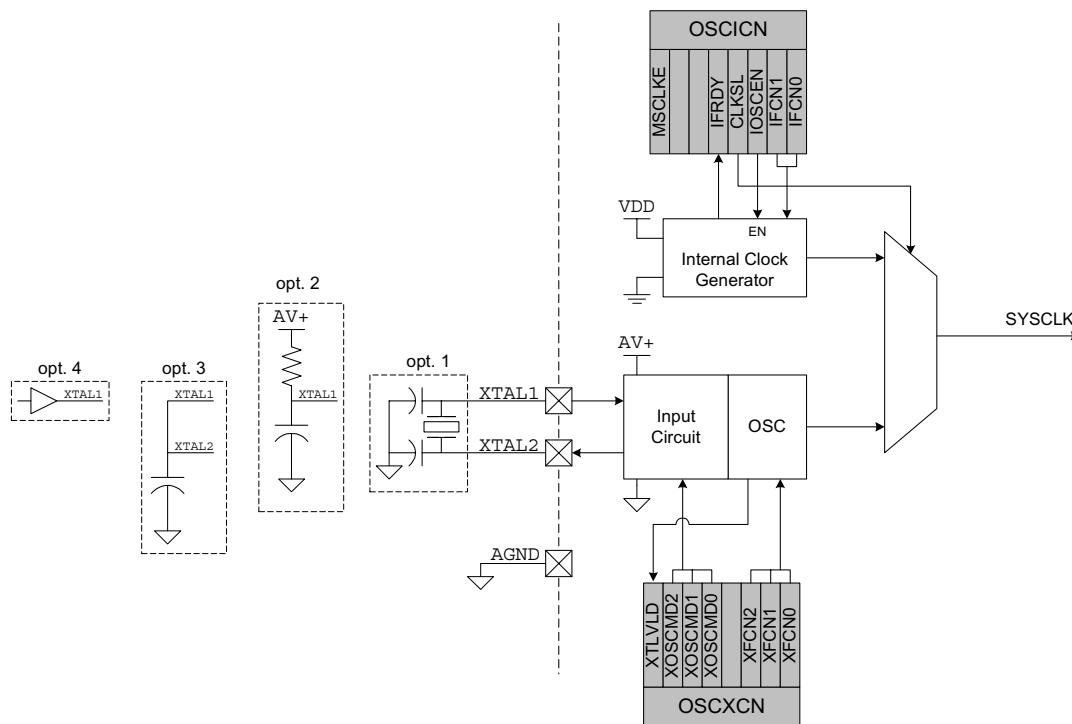 OSCICN
MSCLKE
IFRDY
CLKSL
IOSCEN
IFCN1
IFCN0
VDD
EN
Internal Clock
Generator
opt. 2
AV+
XTAL1
opt. 4
XTAL1
opt. 3
XTAL1
XTAL2
opt. 1
XTAL1
XTAL2
AV+
Input
Circuit
OSC
SYSCLK
AGND
XTLVLD
XOSCMD2
XOSCMD1
XOSCMD0
XFCN2
XFCN1
XFCN0
OSCXCN